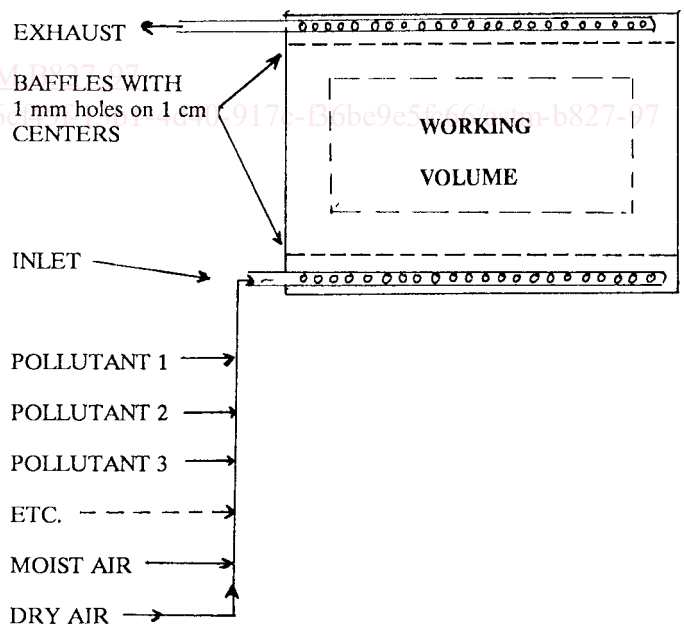 EXHAUST
BAFFLES WITH
1 mm holes on 1 cm
CENTERS
WORKING
VOLUME
INLET
POLLUTANT 1
POLLUTANT 2
POLLUTANT 3
ETC.
MOIST AIR
DRY AIR